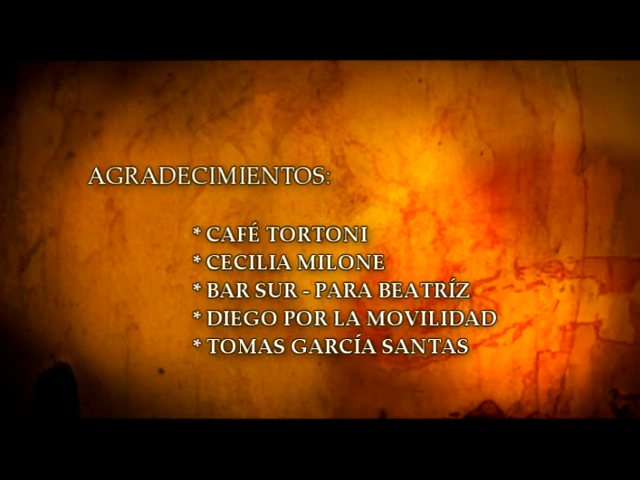 AGRADECIMIENTOS:
* CAFÉ TORTONI
* CECILIA MILONE
* BAR SUR - PARA BEATRÍZ
* DIEGO POR LA MOVILIDAD
* TOMAS GARCÍA SANTAS